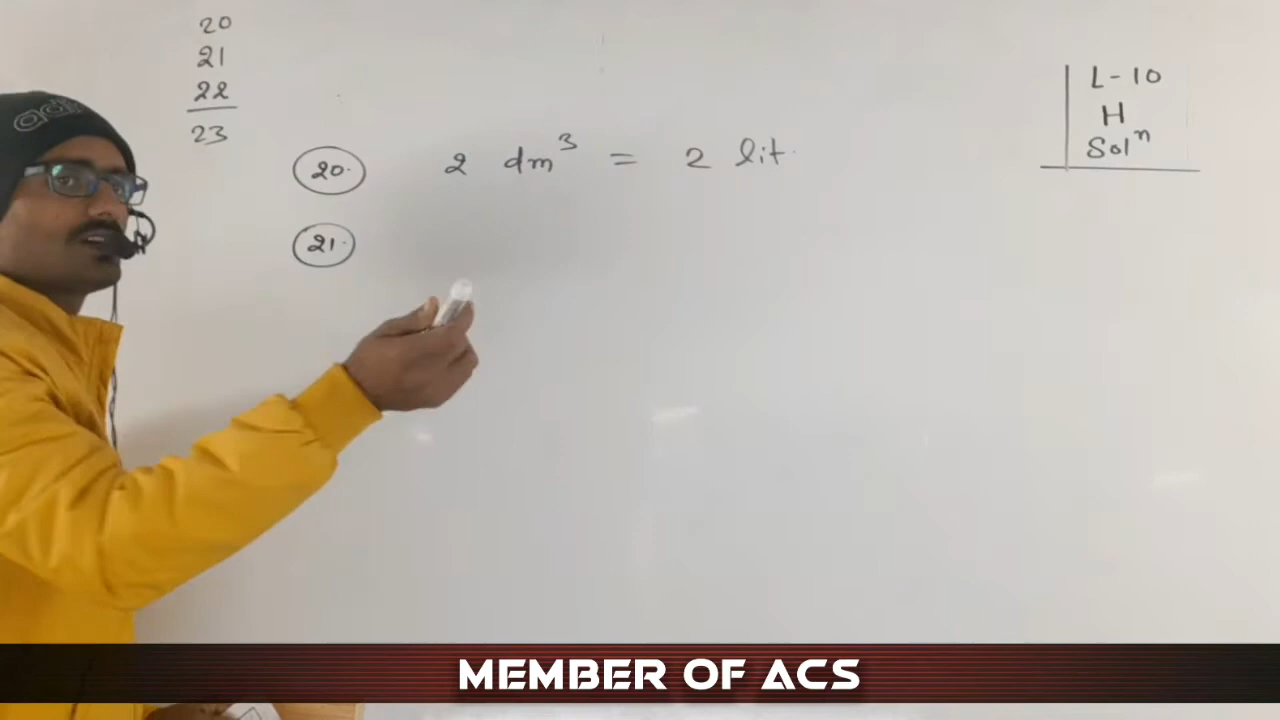 20
21
22
23
20. 2 dm³ = 2 lit.
21.
L-10
H
Solⁿ
MEMBER OF ACS